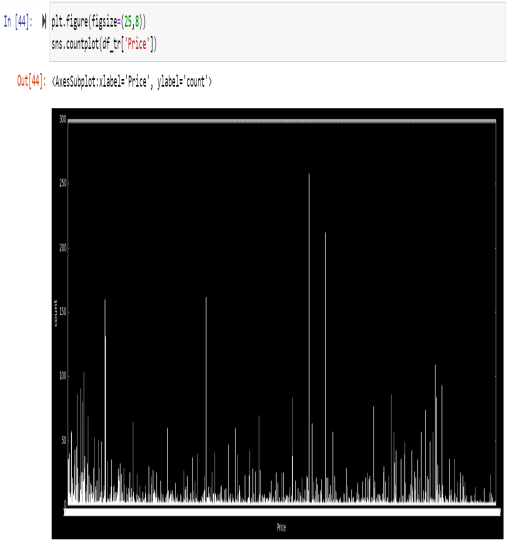 In [44]: plt.figure(figsize=(25,8))
sns.countplot(df_tr['Price'])
Out[44]: <AxesSubplot:xlabel='Price', ylabel='count'>
300
250
200
150
count
100
50
0
Price